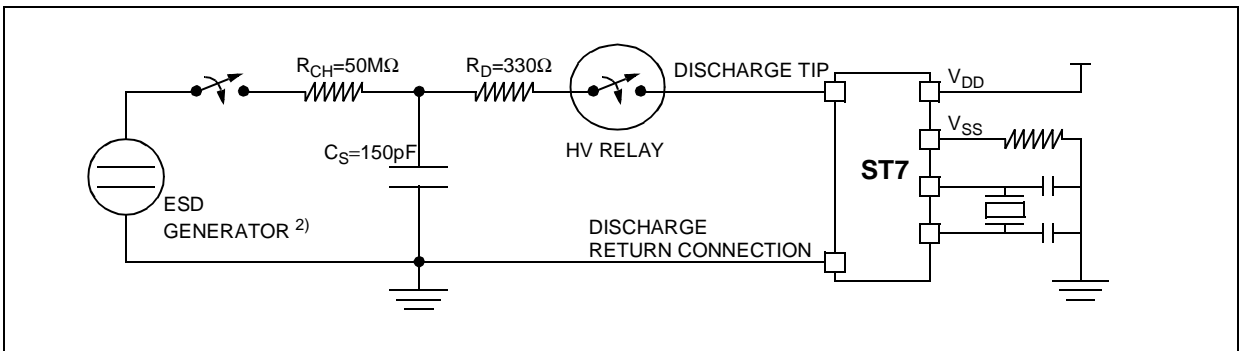 R_CH=50MΩ
R_D=330Ω
DISCHARGE TIP
V_DD
V_SS
C_S=150pF
HV RELAY
ST7
ESD
GENERATOR 2)
DISCHARGE
RETURN CONNECTION